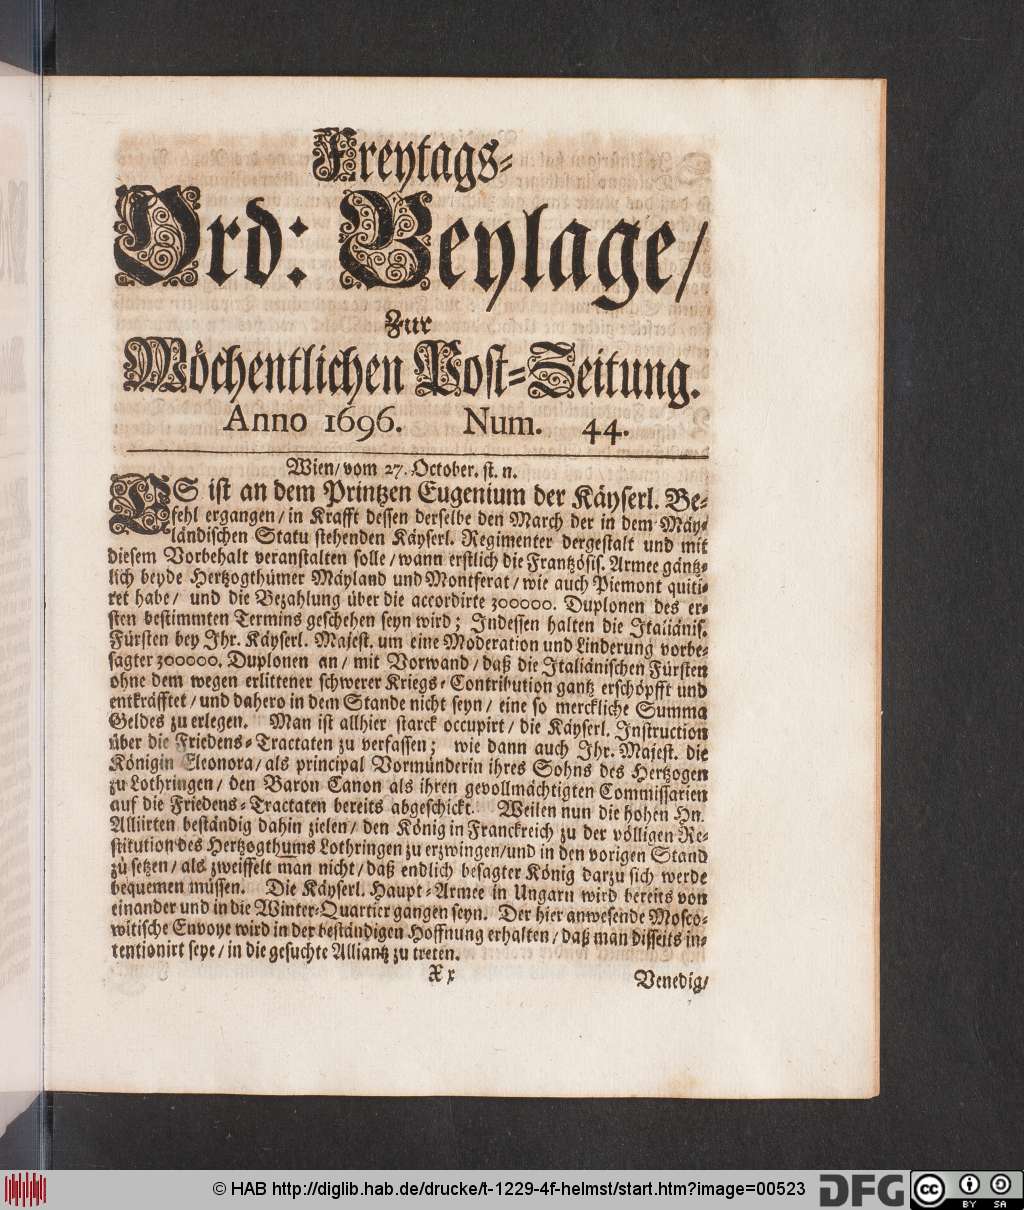 Freytags-
Ord: Beylage/
Zur
Wöchentlichen Post-Zeitung.
Anno 1696. Num. 44.
Wien/ vom 27. October. st. n.
ES ist an dem Printzen Eugenium der Käyserl. Be-
fehl ergangen/ in Krafft dessen derselbe den March der in dem Mäy-
ländischen Statu stehenden Käyserl. Regimenter dergestalt und mit
diesem Vorbehalt veranstalten solle/ wann erstlich die Frantzösis. Armee gäntz-
lich beyde Hertzogthümer Mäyland und Montferat/ wie auch Piemont quiti-
ret habe/ und die Bezahlung über die accordirte 300000. Duplonen des er-
sten bestimmten Termins geschehen seyn wird; Indessen halten die Italiänis.
Fürsten bey Ihr. Käyserl. Majest. um eine Moderation und Linderung vorbe-
sagter 300000. Duplonen an/ mit Vorwand/ daß die Italiänischen Fürsten
ohne dem wegen erlittener schwerer Kriegs-Contribution gantz erschöpfft und
entkräfftet/ und dahero in dem Stande nicht seyn/ eine so merckliche Summa
Geldes zu erlegen. Man ist allhier starck occupirt/ die Käyserl. Instruction
über die Friedens-Tractaten zu verfassen; wie dann auch Ihr. Majest. die
Königin Eleonora/ als principal Vormünderin ihres Sohns des Hertzogen
zu Lothringen/ den Baron Canon als ihren gevollmächtigten Commissarien
auf die Friedens-Tractaten bereits abgeschickt. Weilen nun die hohen Hn.
Alliirten beständig dahin zielen/ den König in Franckreich zu der völligen Re-
stitution des Hertzogthums Lothringen zu erzwingen/ und in den vorigen Stand
zu setzen/ als zweiffelt man nicht/ daß endlich besagter König darzu sich werde
bequemen müssen. Die Käyserl. Haupt-Armee in Ungarn wird bereits von
einander und in die Winter-Quartier gangen seyn. Der hier anwesende Mosco-
witische Envoye wird in der beständigen Hoffnung erhalten/ daß man disseits in-
tentionirt seye/ in die gesuchte Alliantz zu treten.
Xx Venedig/
© HAB http://diglib.hab.de/drucke/t-1229-4f-helmst/start.htm?image=00523
DFG
cc BY SA